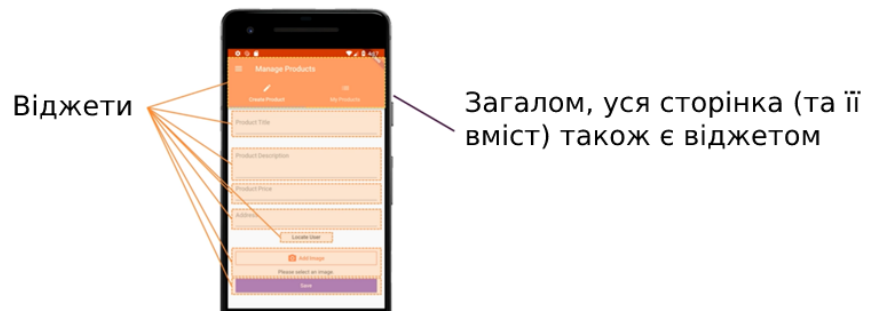 Віджети
Manage Products
Create Product
My Products
Product Title
Product Description
Product Price
Address
Locate User
Add Image
Please select an image
Save
Загалом, уся сторінка (та її
вміст) також є віджетом